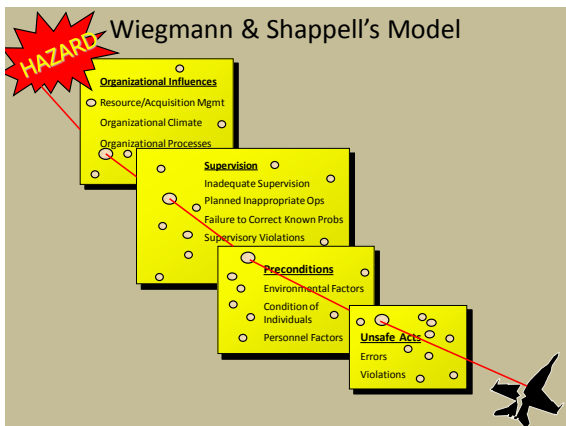 Wiegmann & Shappell's Model
HAZARD
Organizational Influences
Resource/Acquisition Mgmt
Organizational Climate
Organizational Processes
Supervision
Inadequate Supervision
Planned Inappropriate Ops
Failure to Correct Known Probs
Supervisory Violations
Preconditions
Environmental Factors
Condition of
Individuals
Personnel Factors
Unsafe Acts
Errors
Violations